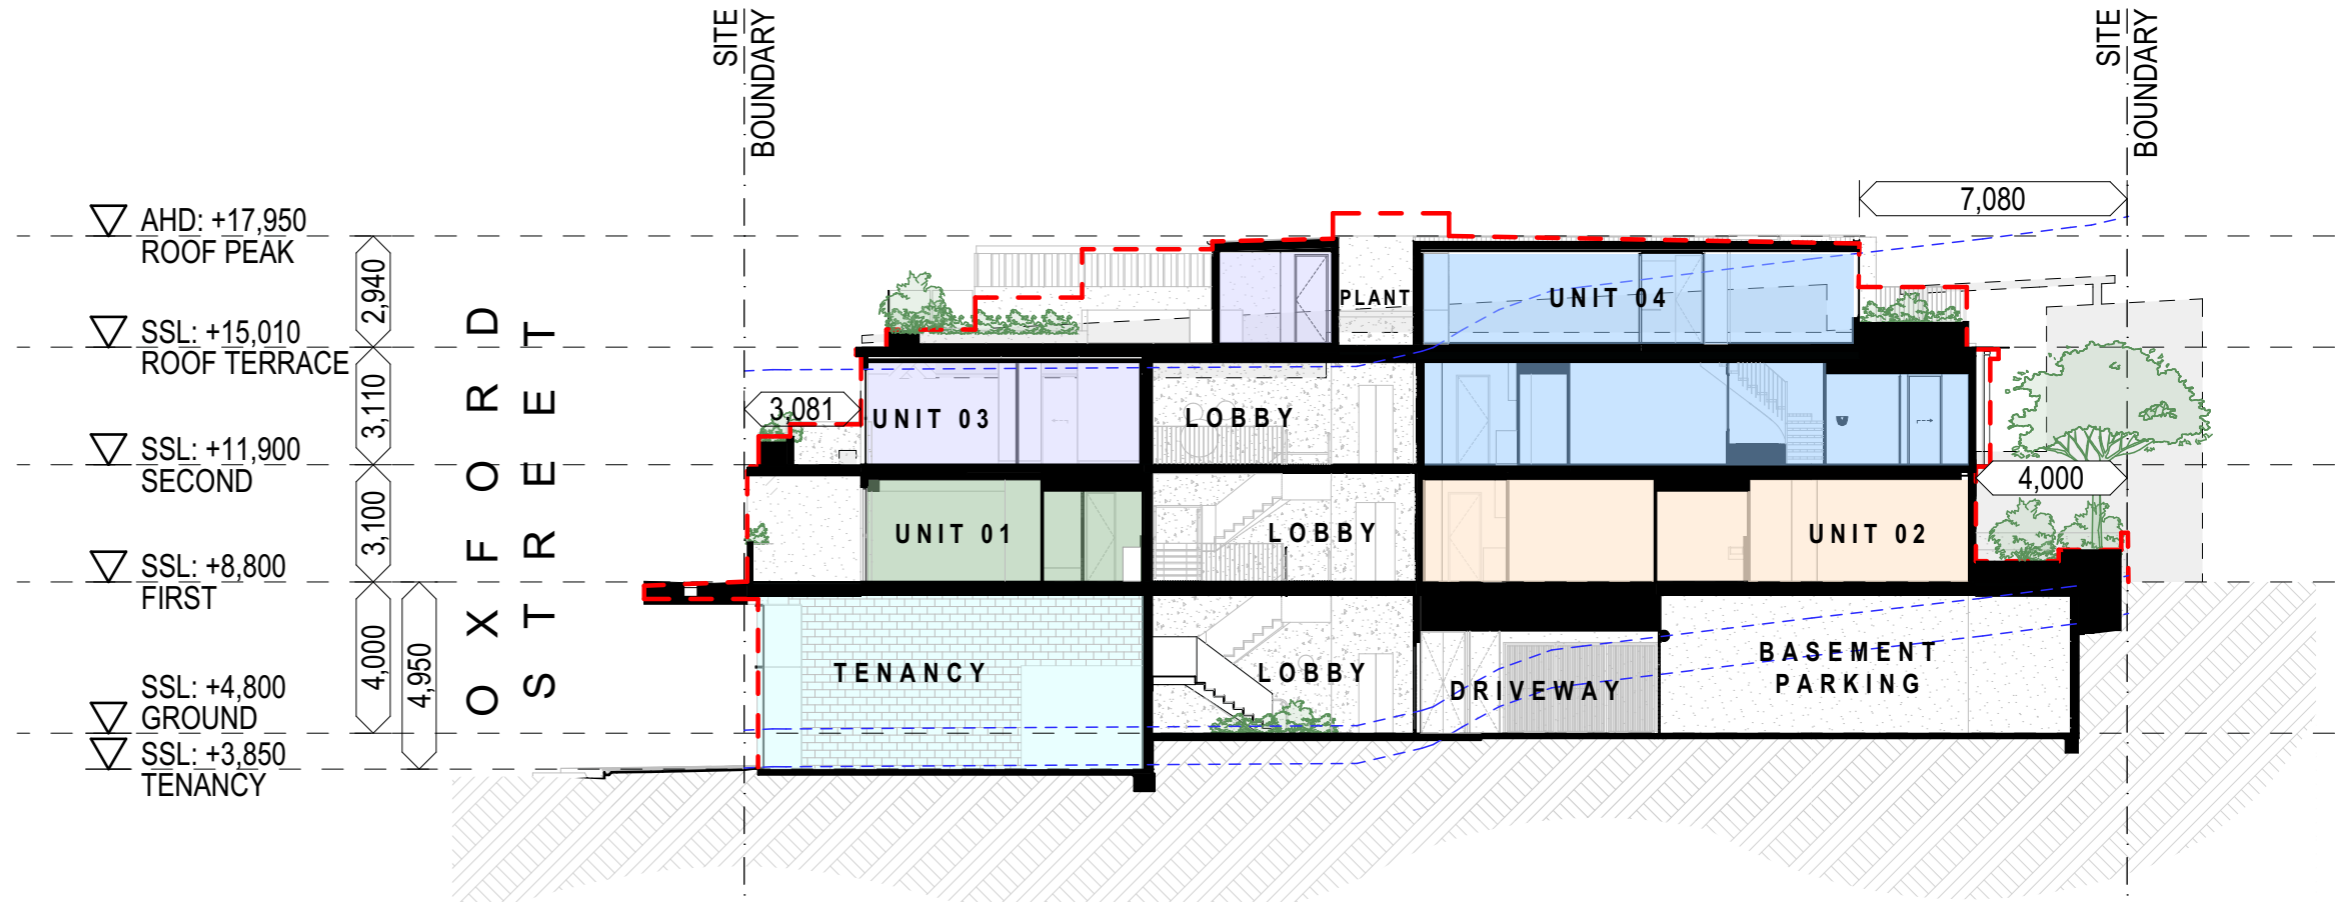 SITE
BOUNDARY
SITE
BOUNDARY
7,080
AHD: +17,950
ROOF PEAK
2,940
SSL: +15,010
ROOF TERRACE
3,110
SSL: +11,900
SECOND
3,100
SSL: +8,800
FIRST
4,000
4,950
SSL: +4,800
GROUND
SSL: +3,850
TENANCY
OXFORD
STREET
PLANT
UNIT 04
3,081
UNIT 03
LOBBY
4,000
UNIT 01
LOBBY
UNIT 02
TENANCY
LOBBY
DRIVEWAY
BASEMENT
PARKING